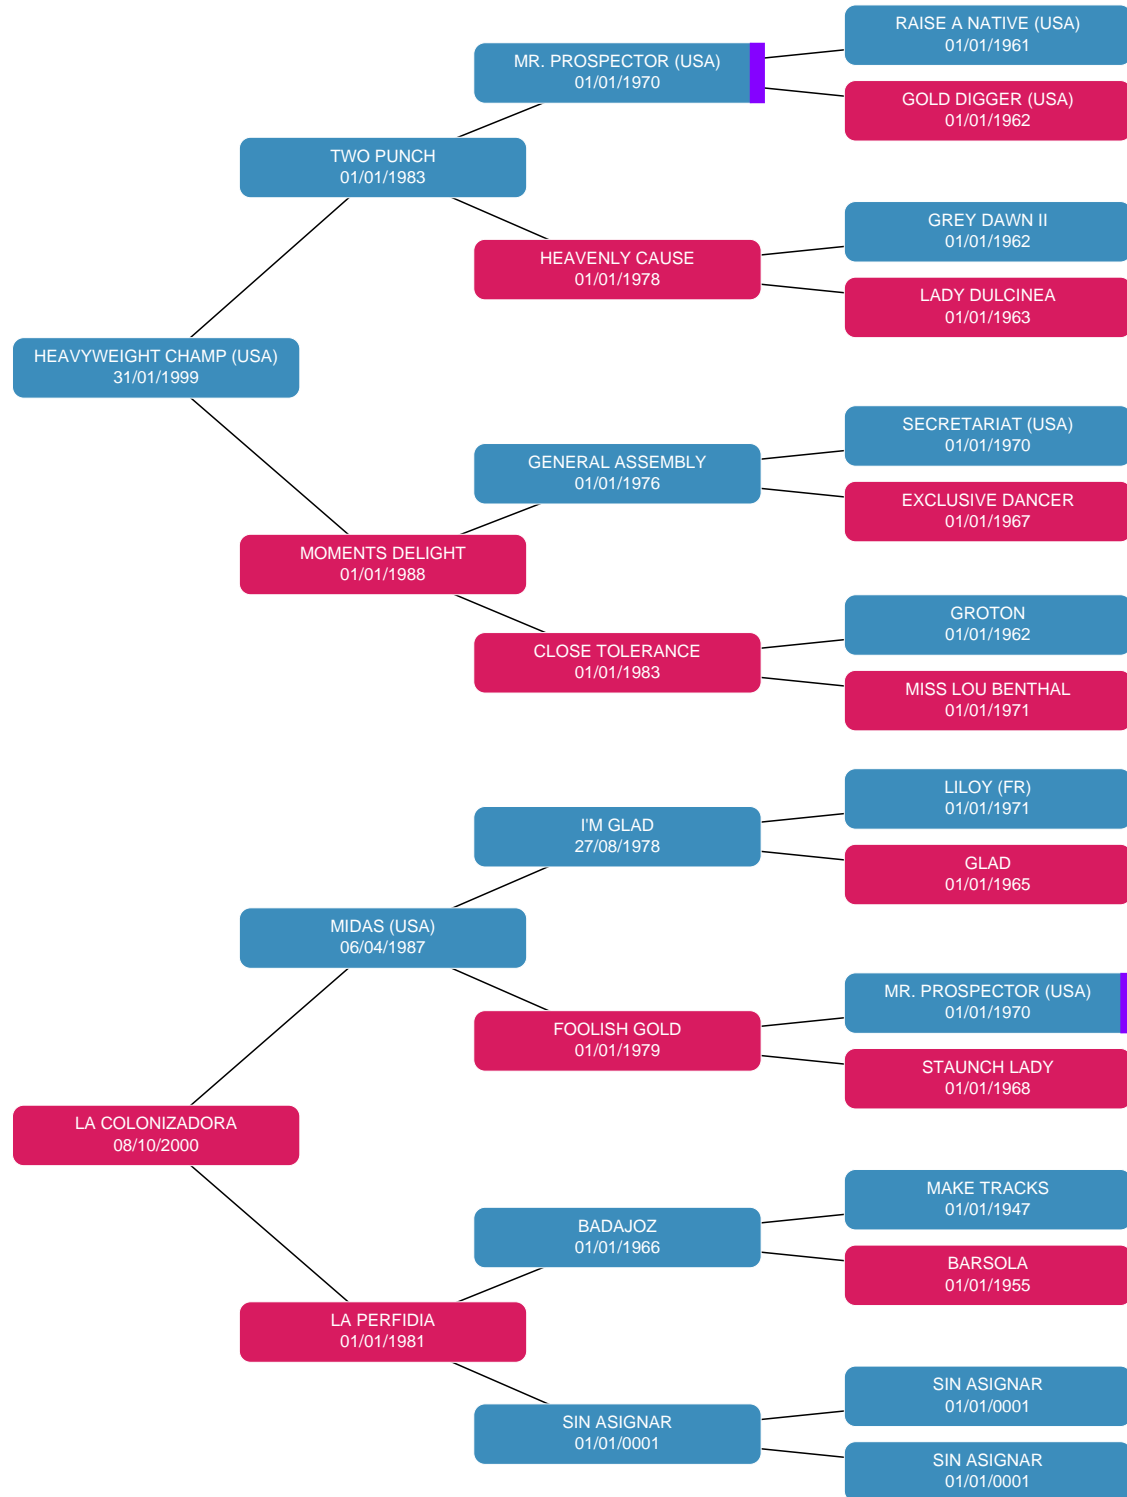 RAISE A NATIVE (USA)
01/01/1961
MR. PROSPECTOR (USA)
01/01/1970
GOLD DIGGER (USA)
01/01/1962
TWO PUNCH
01/01/1983
GREY DAWN II
01/01/1962
HEAVENLY CAUSE
01/01/1978
LADY DULCINEA
01/01/1963
HEAVYWEIGHT CHAMP (USA)
31/01/1999
SECRETARIAT (USA)
01/01/1970
GENERAL ASSEMBLY
01/01/1976
EXCLUSIVE DANCER
01/01/1967
MOMENTS DELIGHT
01/01/1988
GROTON
01/01/1962
CLOSE TOLERANCE
01/01/1983
MISS LOU BENTHAL
01/01/1971
LILOY (FR)
01/01/1971
I'M GLAD
27/08/1978
GLAD
01/01/1965
MIDAS (USA)
06/04/1987
MR. PROSPECTOR (USA)
01/01/1970
FOOLISH GOLD
01/01/1979
STAUNCH LADY
01/01/1968
LA COLONIZADORA
08/10/2000
MAKE TRACKS
01/01/1947
BADAJOZ
01/01/1966
BARSOLA
01/01/1955
LA PERFIDIA
01/01/1981
SIN ASIGNAR
01/01/0001
SIN ASIGNAR
01/01/0001
SIN ASIGNAR
01/01/0001